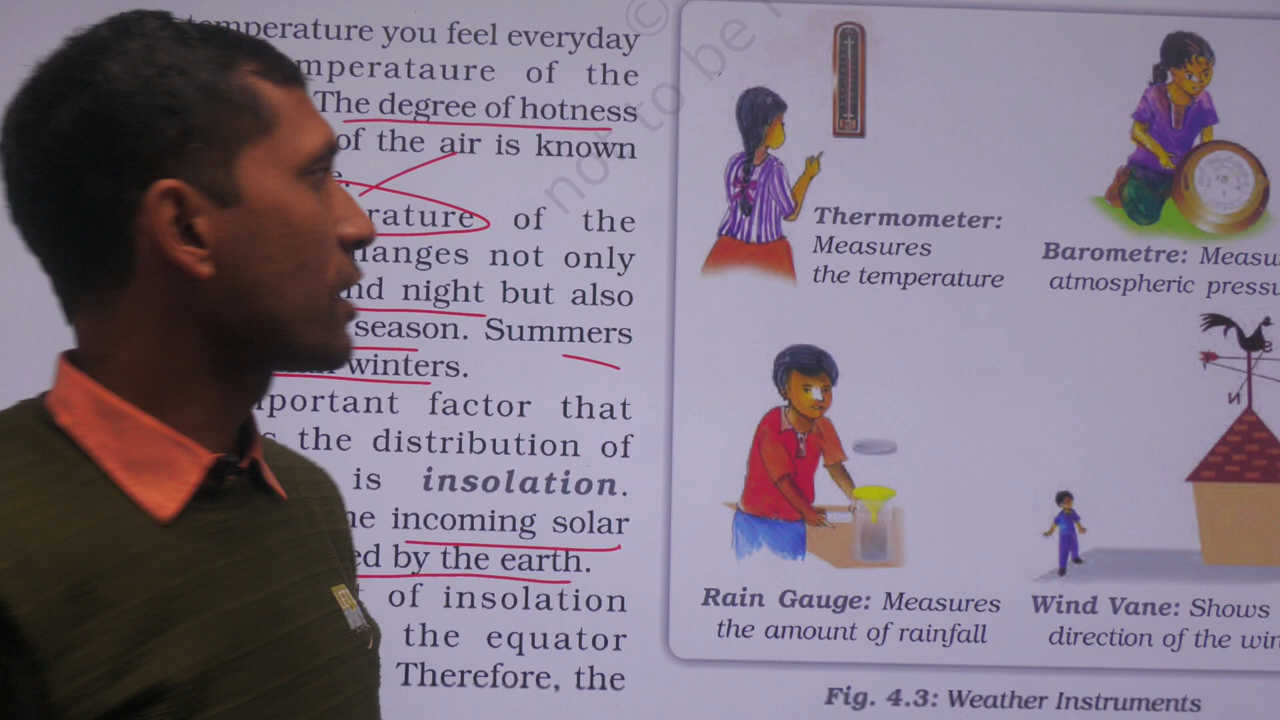 temperature you feel everyday
mperataure of the
The degree of hotness
of the air is known
e.
rature of the
hanges not only
nd night but also
season. Summers
winters.
portant factor that
s the distribution of
is insolation.
he incoming solar
ed by the earth.
of insolation
the equator
Therefore, the
©
not to be
Thermometer:
Measures
the temperature
Barometre: Measu
atmospheric pressu
Rain Gauge: Measures
the amount of rainfall
N
S
Wind Vane: Shows
direction of the win
Fig. 4.3: Weather Instruments